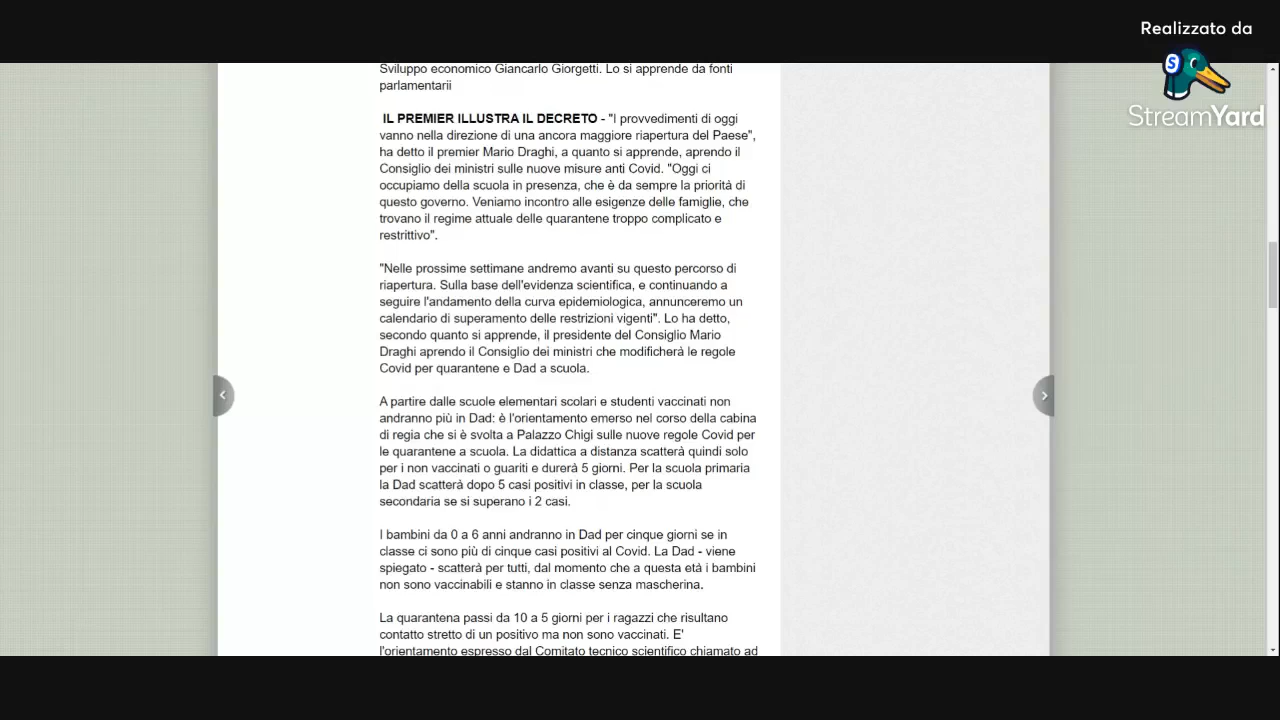 Realizzato da
S
StreamYard
Sviluppo economico Giancarlo Giorgetti. Lo si apprende da fonti
parlamentarii
IL PREMIER ILLUSTRA IL DECRETO - "I provvedimenti di oggi
vanno nella direzione di una ancora maggiore riapertura del Paese",
ha detto il premier Mario Draghi, a quanto si apprende, aprendo il
Consiglio dei ministri sulle nuove misure anti Covid. "Oggi ci
occupiamo della scuola in presenza, che è da sempre la priorità di
questo governo. Veniamo incontro alle esigenze delle famiglie, che
trovano il regime attuale delle quarantene troppo complicato e
restrittivo".
"Nelle prossime settimane andremo avanti su questo percorso di
riapertura. Sulla base dell'evidenza scientifica, e continuando a
seguire l'andamento della curva epidemiologica, annunceremo un
calendario di superamento delle restrizioni vigenti". Lo ha detto,
secondo quanto si apprende, il presidente del Consiglio Mario
Draghi aprendo il Consiglio dei ministri che modificherà le regole
Covid per quarantene e Dad a scuola.
A partire dalle scuole elementari scolari e studenti vaccinati non
andranno più in Dad: è l'orientamento emerso nel corso della cabina
di regia che si è svolta a Palazzo Chigi sulle nuove regole Covid per
le quarantene a scuola. La didattica a distanza scatterà quindi solo
per i non vaccinati o guariti e durerà 5 giorni. Per la scuola primaria
la Dad scatterà dopo 5 casi positivi in classe, per la scuola
secondaria se si superano i 2 casi.
I bambini da 0 a 6 anni andranno in Dad per cinque giorni se in
classe ci sono più di cinque casi positivi al Covid. La Dad - viene
spiegato - scatterà per tutti, dal momento che a questa età i bambini
non sono vaccinabili e stanno in classe senza mascherina.
La quarantena passi da 10 a 5 giorni per i ragazzi che risultano
contatto stretto di un positivo ma non sono vaccinati. E'
l'orientamento espresso dal Comitato tecnico scientifico chiamato ad